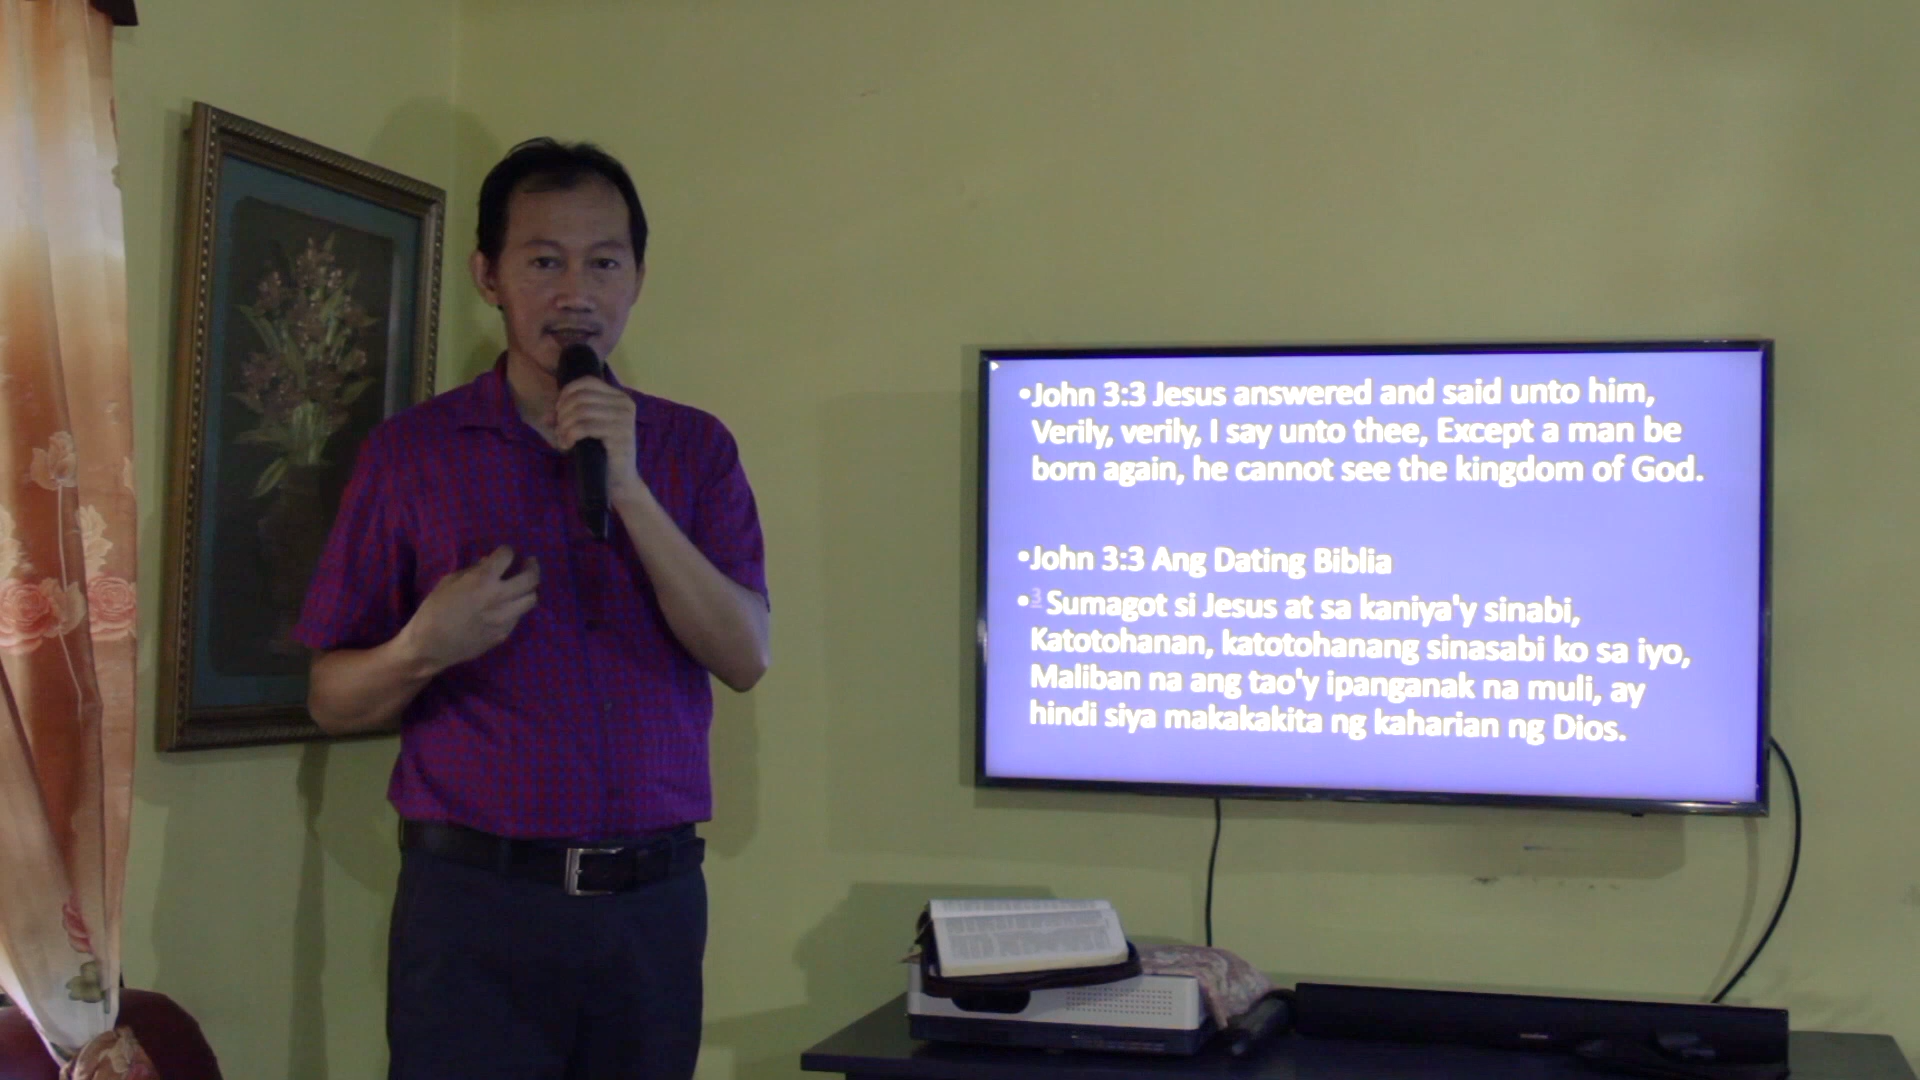 •John 3:3 Jesus answered and said unto him,
Verily, verily, I say unto thee, Except a man be
born again, he cannot see the kingdom of God.
•John 3:3 Ang Dating Biblia
•3 Sumagot si Jesus at sa kaniya'y sinabi,
Katotohanan, katotohanang sinasabi ko sa iyo,
Maliban na ang tao'y ipanganak na muli, ay
hindi siya makakakita ng kaharian ng Dios.